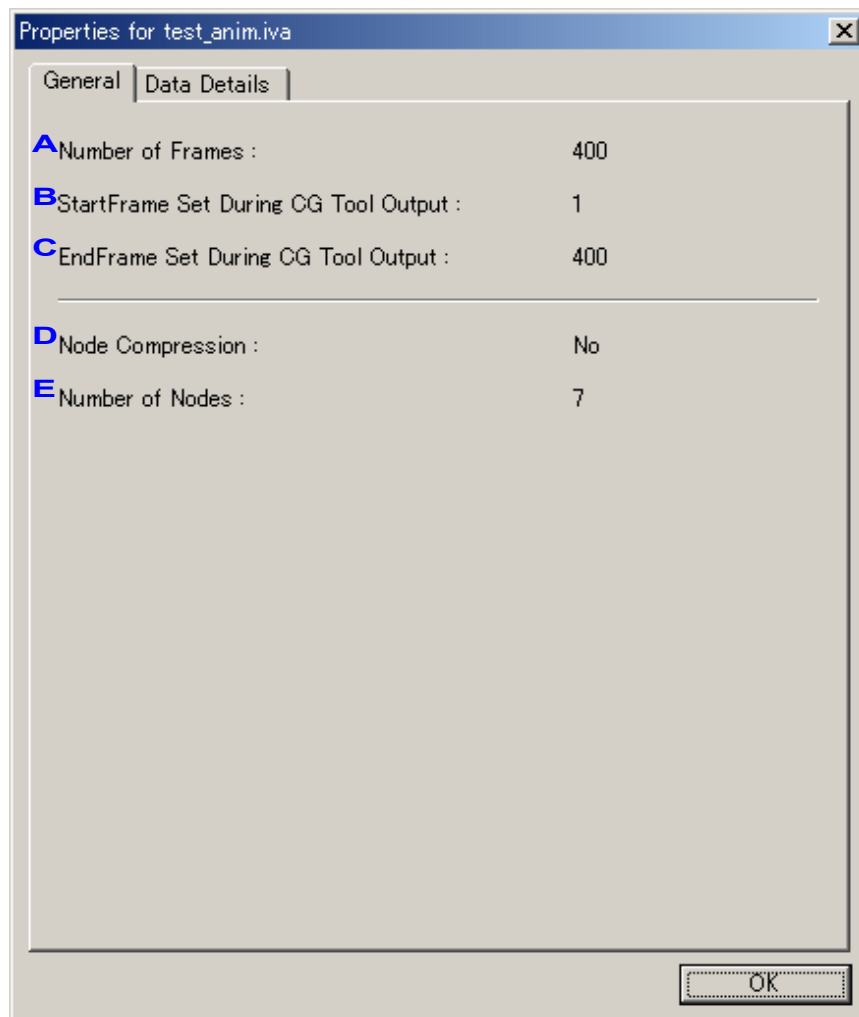 Properties for test_anim.iva
General Data Details
A Number of Frames : 400
B StartFrame Set During CG Tool Output : 1
C EndFrame Set During CG Tool Output : 400
D Node Compression : No
E Number of Nodes : 7
OK